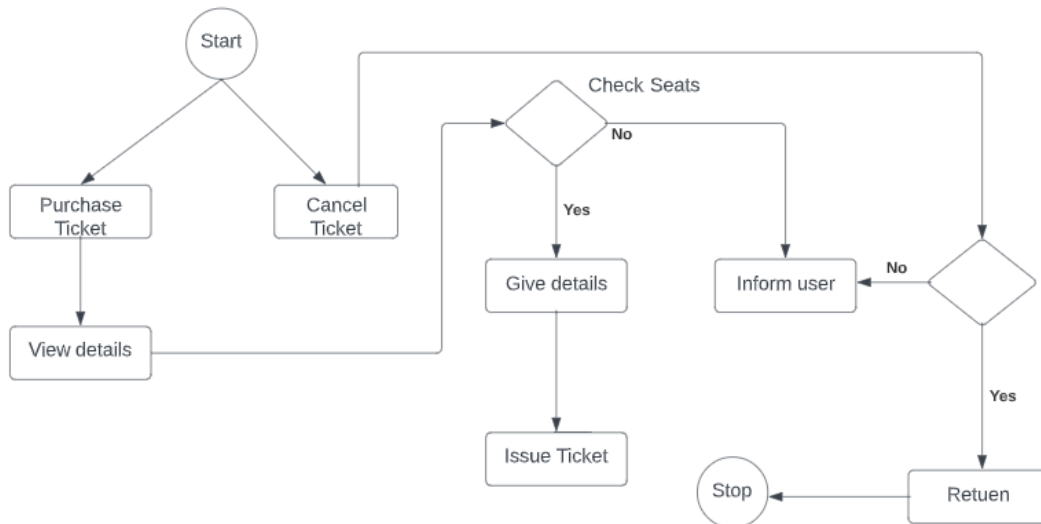 Start
Check Seats
No
Purchase
Ticket
Cancel
Ticket
Yes
No
Give details
Inform user
View details
Yes
Issue Ticket
Stop
Retuen